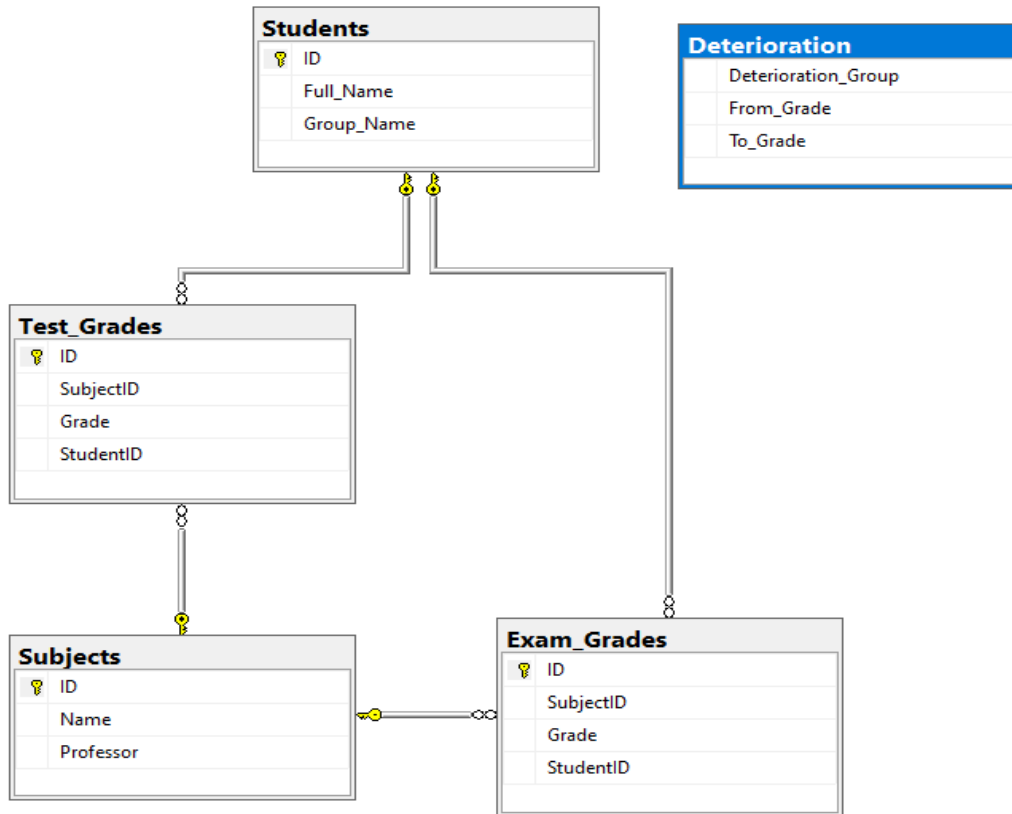 Students
ID
Full_Name
Group_Name
Deterioration
Deterioration_Group
From_Grade
To_Grade
Test_Grades
ID
SubjectID
Grade
StudentID
Subjects
ID
Name
Professor
Exam_Grades
ID
SubjectID
Grade
StudentID